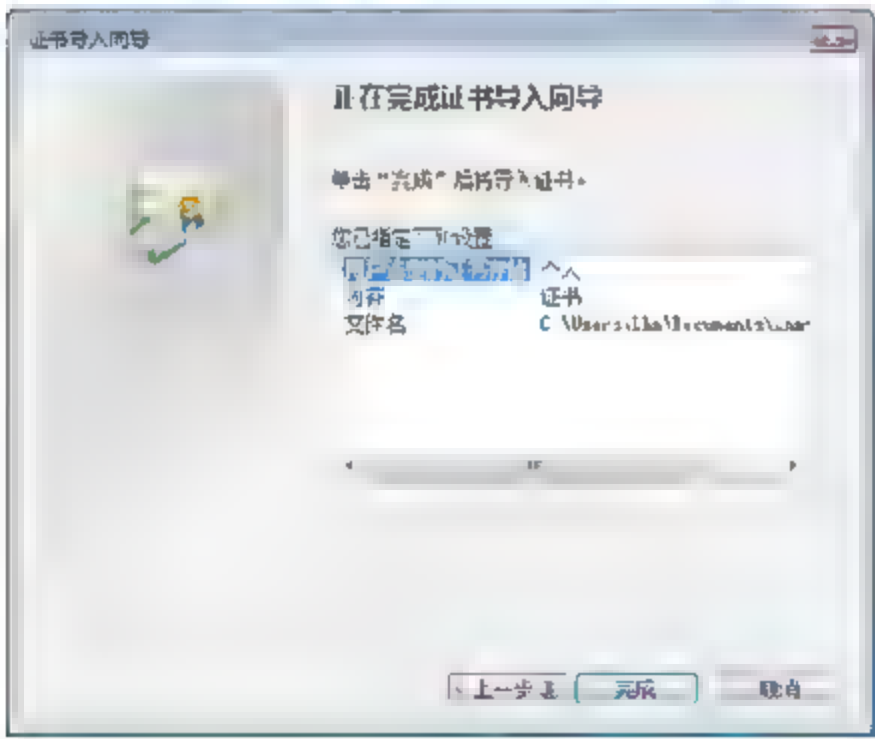 证书导入向导
正在完成证书导入向导
单击“完成”后将导入证书。
您已指定下列设置
个人
内容 证书
文件名 C:\Users\
上一步
完成
取消